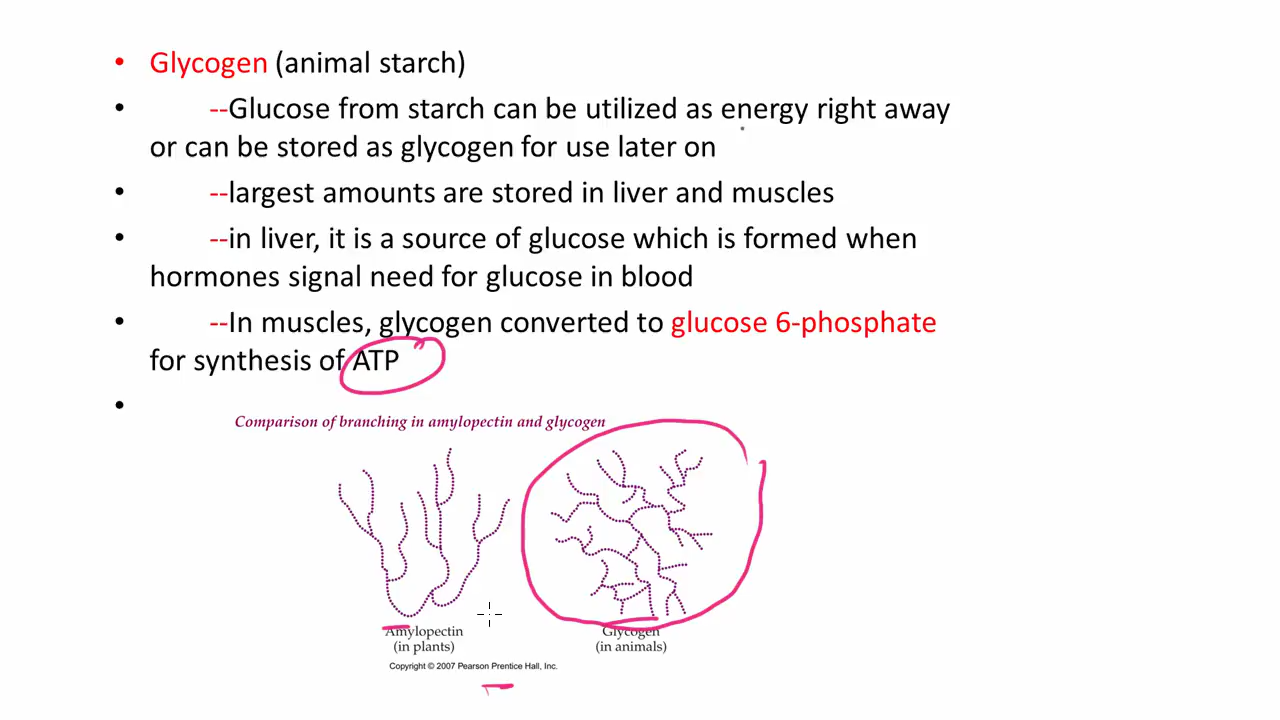 • Glycogen (animal starch)
• --Glucose from starch can be utilized as energy right away
or can be stored as glycogen for use later on
• --largest amounts are stored in liver and muscles
• --in liver, it is a source of glucose which is formed when
hormones signal need for glucose in blood
• --In muscles, glycogen converted to glucose 6-phosphate
for synthesis of ATP
•
Comparison of branching in amylopectin and glycogen
Amylopectin
(in plants)
Glycogen
(in animals)
Copyright © 2007 Pearson Prentice Hall, Inc.